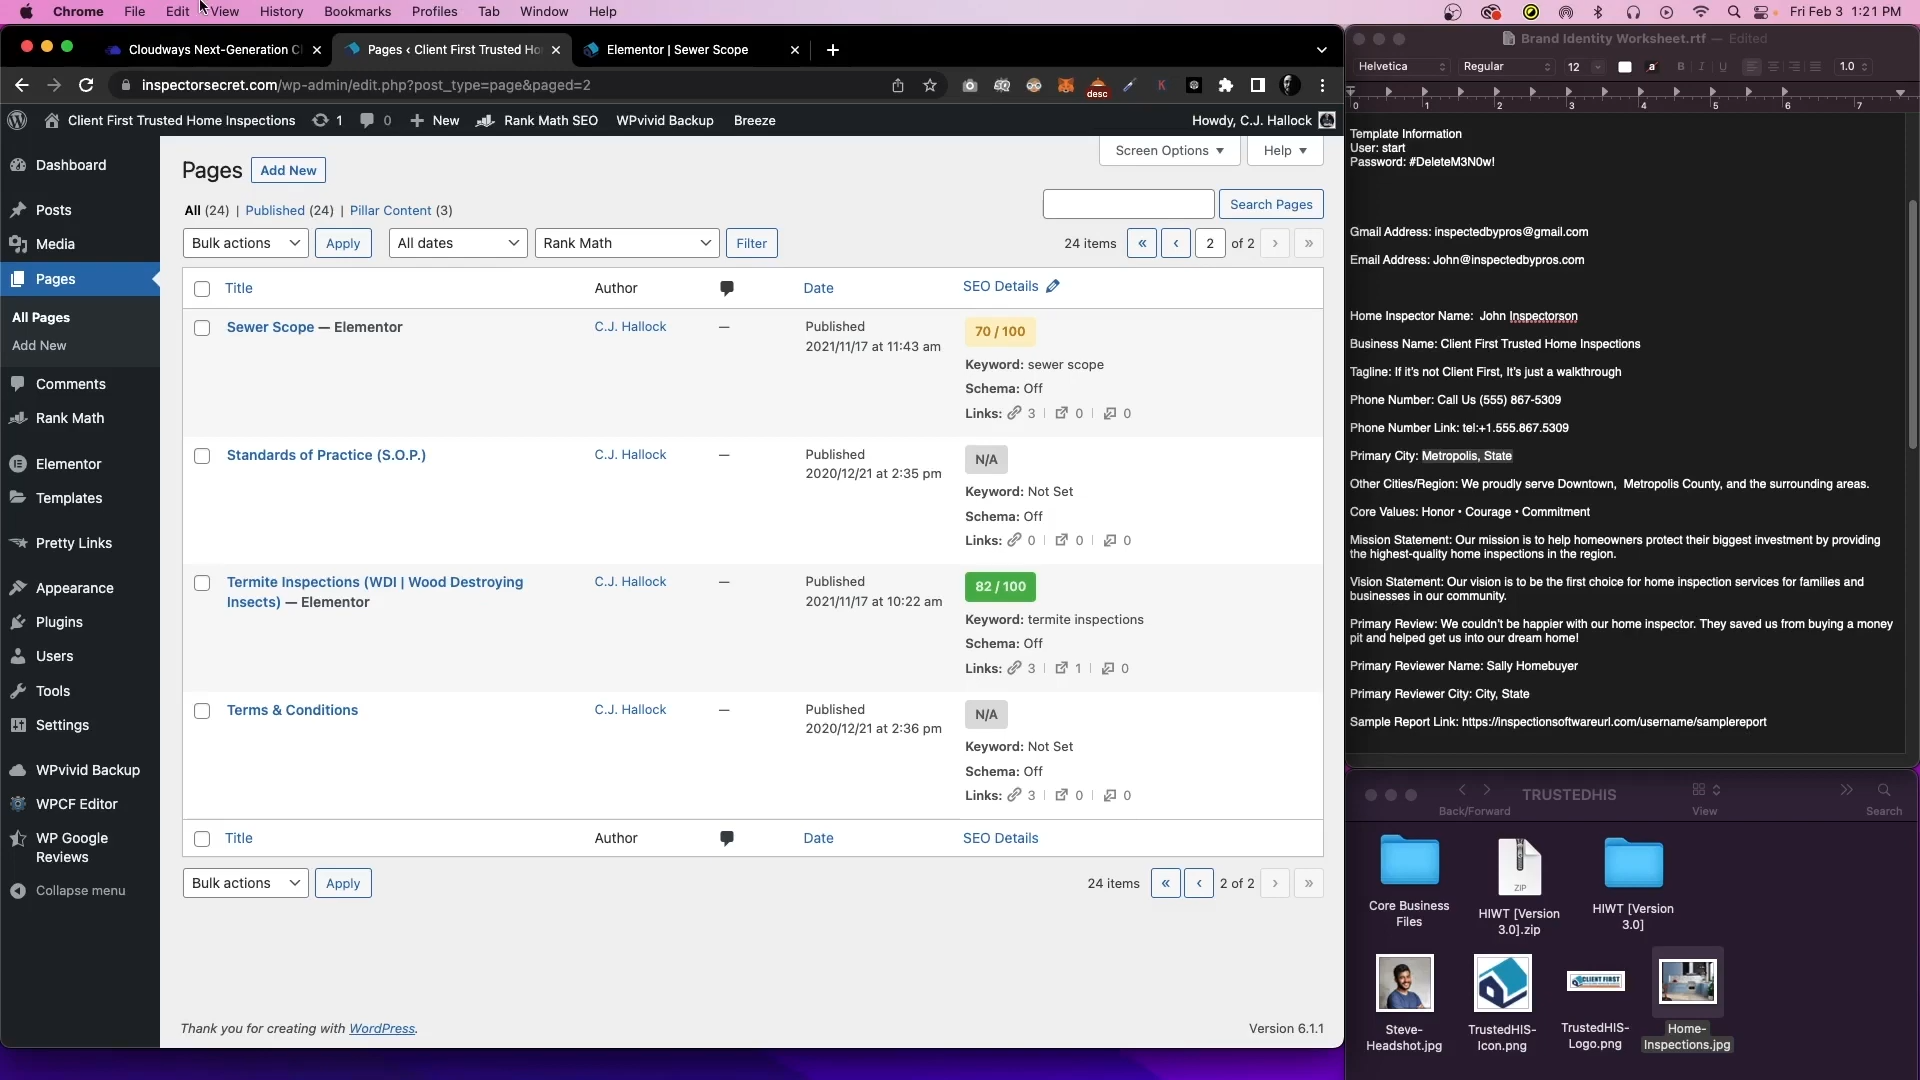 Chrome File Edit View History Bookmarks Profiles Tab Window Help
Fri Feb 3 1:21 PM
Cloudways Next-Generation C
Pages ‹ Client First Trusted Ho
Elementor | Sewer Scope
inspectorsecret.com/wp-admin/edit.php?post_type=page&paged=2
desc
Client First Trusted Home Inspections 1 0 New Rank Math SEO WPvivid Backup Breeze
Howdy, C.J. Hallock
Dashboard
Posts
Media
Pages
All Pages
Add New
Comments
Rank Math
Elementor
Templates
Pretty Links
Appearance
Plugins
Users
Tools
Settings
WPvivid Backup
WPCF Editor
WP Google
Reviews
Collapse menu
Screen Options Help
Pages Add New
All (24) | Published (24) | Pillar Content (3)
Search Pages
Bulk actions Apply All dates Rank Math Filter
24 items « ‹ 2 of 2 › »
Title Author Date SEO Details
Sewer Scope — Elementor
C.J. Hallock
—
Published
2021/11/17 at 11:43 am
70 / 100
Keyword: sewer scope
Schema: Off
Links: 3 | 0 | 0
Standards of Practice (S.O.P.)
C.J. Hallock
—
Published
2020/12/21 at 2:35 pm
N/A
Keyword: Not Set
Schema: Off
Links: 0 | 0 | 0
Termite Inspections (WDI | Wood Destroying
Insects) — Elementor
C.J. Hallock
—
Published
2021/11/17 at 10:22 am
82 / 100
Keyword: termite inspections
Schema: Off
Links: 3 | 1 | 0
Terms & Conditions
C.J. Hallock
—
Published
2020/12/21 at 2:36 pm
N/A
Keyword: Not Set
Schema: Off
Links: 3 | 0 | 0
Title Author Date SEO Details
Bulk actions Apply
24 items « ‹ 2 of 2 › »
Thank you for creating with WordPress.
Version 6.1.1
Brand Identity Worksheet.rtf — Edited
Helvetica Regular 12 a B I U 1.0
0 1 2 3 4 5 6 7
Template Information
User: start
Password: #DeleteM3N0w!
Gmail Address: inspectedbypros@gmail.com
Email Address: John@inspectedbypros.com
Home Inspector Name: John Inspectorson
Business Name: Client First Trusted Home Inspections
Tagline: If it's not Client First, It's just a walkthrough
Phone Number: Call Us (555) 867-5309
Phone Number Link: tel:+1.555.867.5309
Primary City: Metropolis, State
Other Cities/Region: We proudly serve Downtown, Metropolis County, and the surrounding areas.
Core Values: Honor • Courage • Commitment
Mission Statement: Our mission is to help homeowners protect their biggest investment by providing
the highest-quality home inspections in the region.
Vision Statement: Our vision is to be the first choice for home inspection services for families and
businesses in our community.
Primary Review: We couldn't be happier with our home inspector. They saved us from buying a money
pit and helped get us into our dream home!
Primary Reviewer Name: Sally Homebuyer
Primary Reviewer City: City, State
Sample Report Link: https://inspectionsoftwareurl.com/username/samplereport
TRUSTEDHIS
Back/Forward View Search
Core Business
Files
ZIP
HIWT [Version
3.0].zip
HIWT [Version
3.0]
Steve-
Headshot.jpg
TrustedHIS-
Icon.png
CLIENT FIRST
TrustedHIS-
Logo.png
Home-
Inspections.jpg